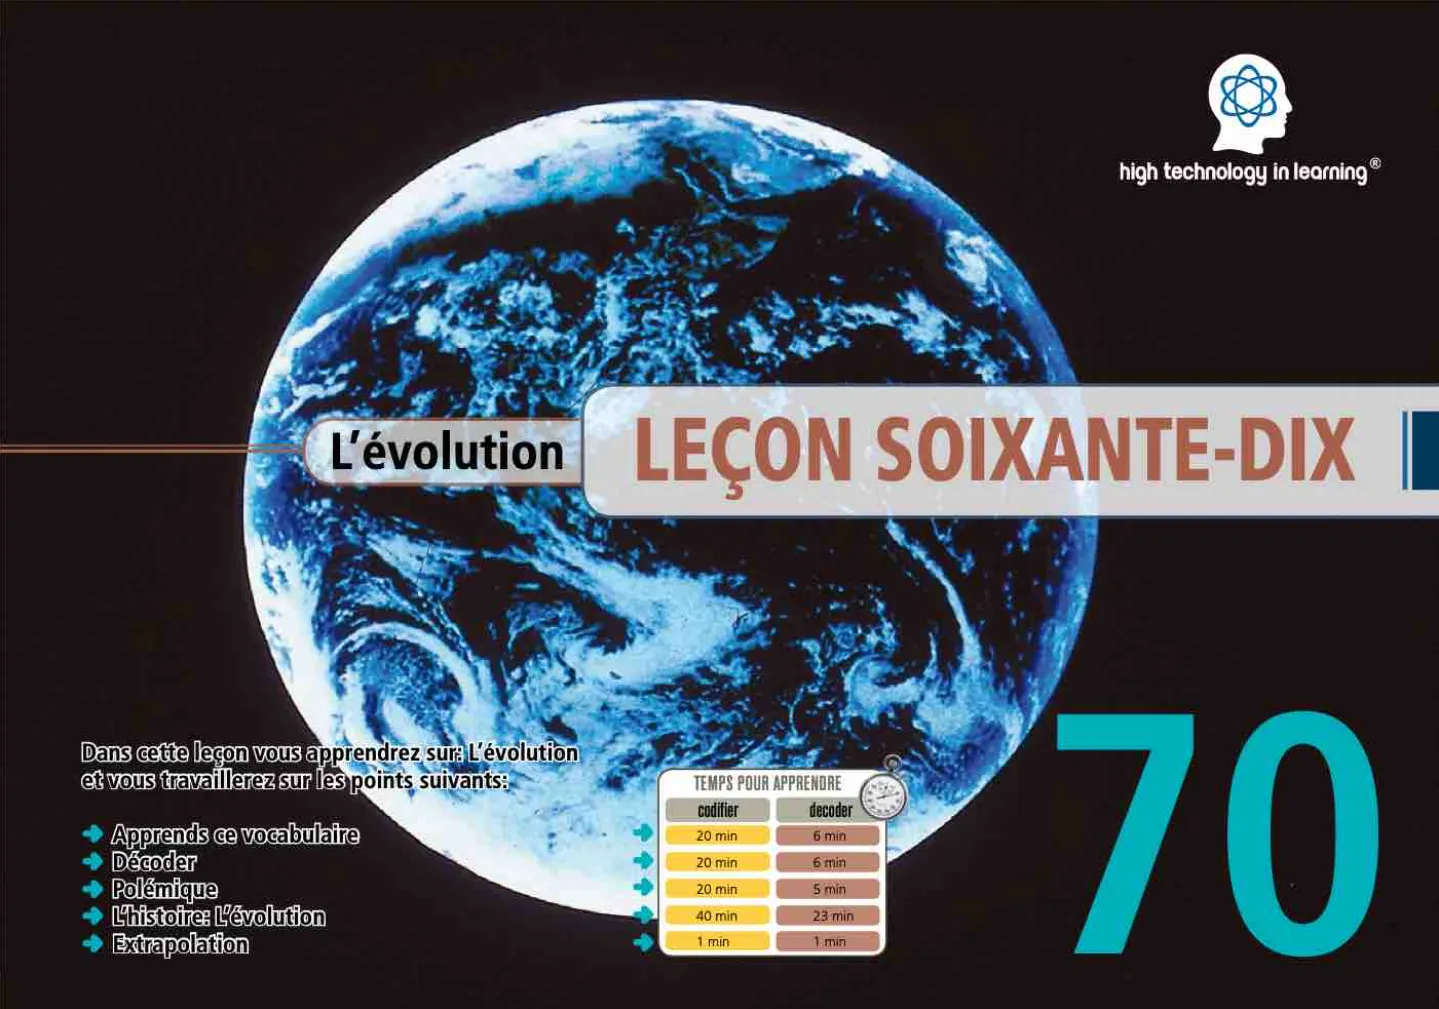 high technology in learning®
L'évolution
LEÇON SOIXANTE-DIX
Dans cette leçon vous apprendrez sur: L'évolution
et vous travaillerez sur les points suivants:
Apprends ce vocabulaire
Décoder
Polémique
L'histoire: L'évolution
Extrapolation
TEMPS POUR APPRENDRE
codifier decoder
20 min 6 min
20 min 6 min
20 min 5 min
40 min 23 min
1 min 1 min
70